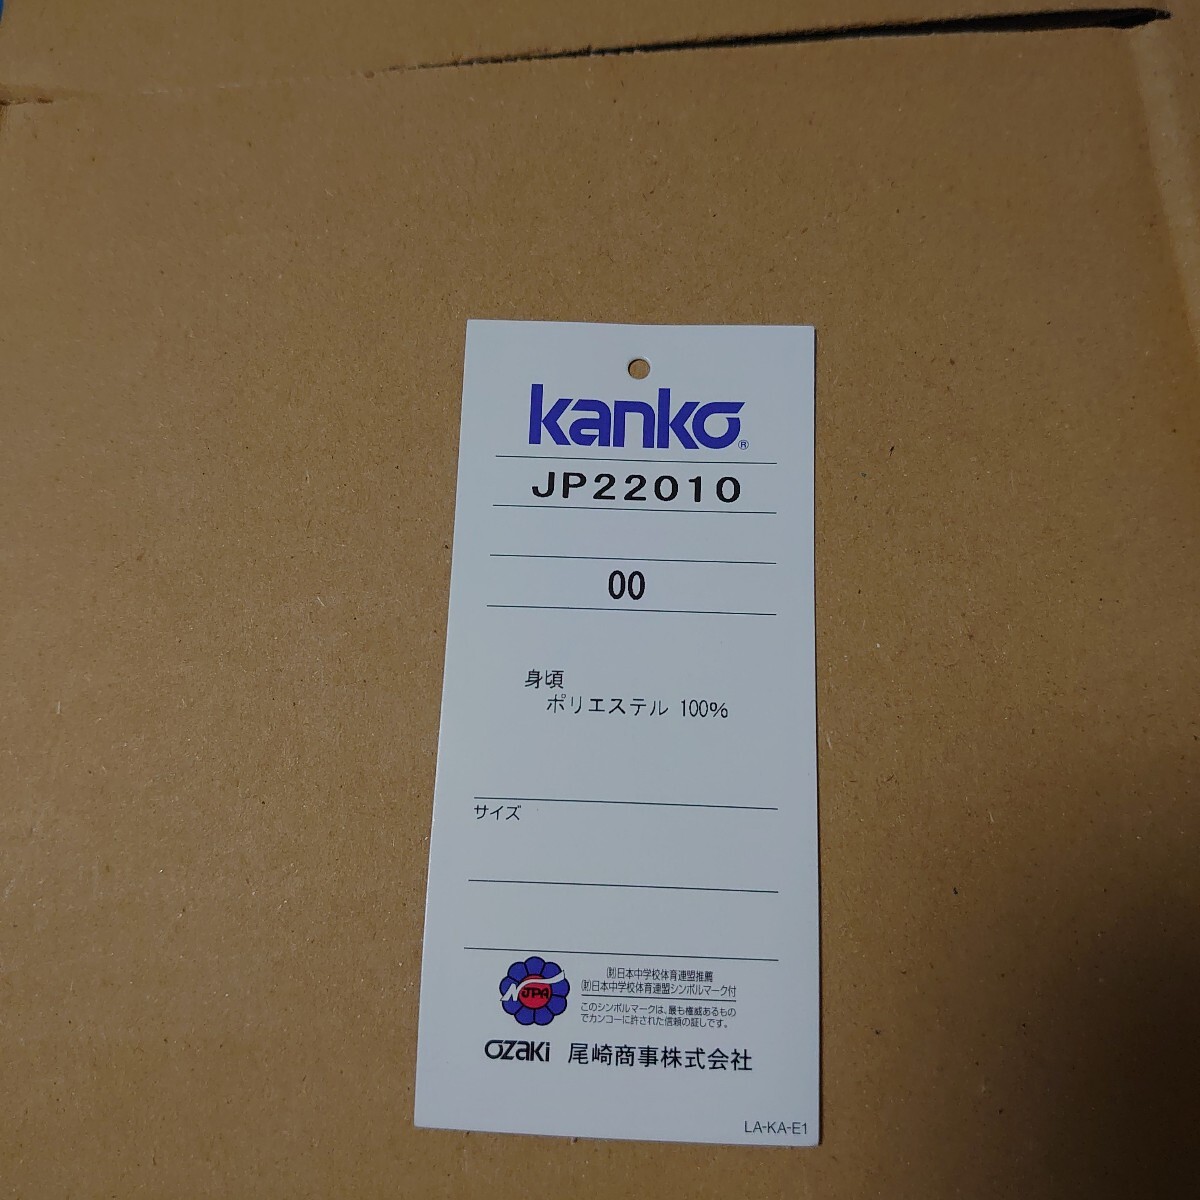 kanko®
JP22010
00
身頃
ポリエステル 100%
サイズ
(財)日本中学校体育連盟推薦
(財)日本中学校体育連盟シンボルマーク付
NJPA
このシンボルマークは、最も権威あるもの
でカンコーに許された信頼の証しです。
OZAKI 尾崎商事株式会社
LA-KA-E1